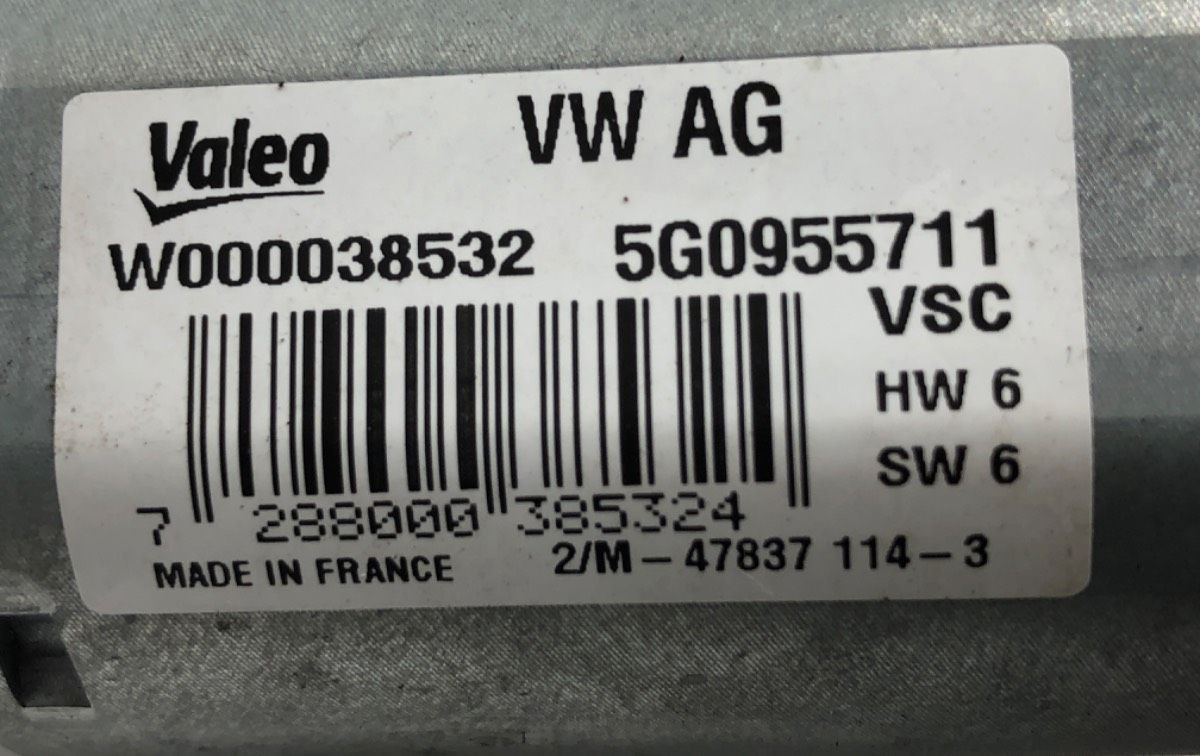 Valeo VW AG
W000038532 5G0955711
VSC
HW 6
SW 6
7 288000 385324
MADE IN FRANCE 2/M-47837 114-3